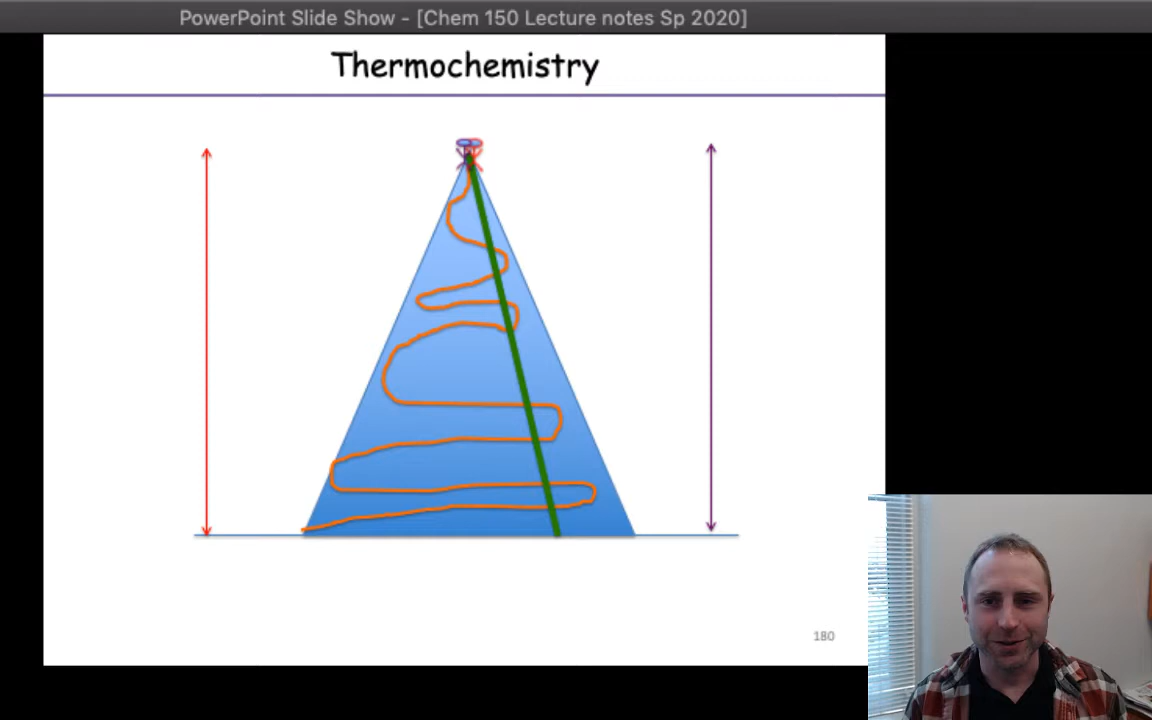 PowerPoint Slide Show - [Chem 150 Lecture notes Sp 2020]
Thermochemistry
180